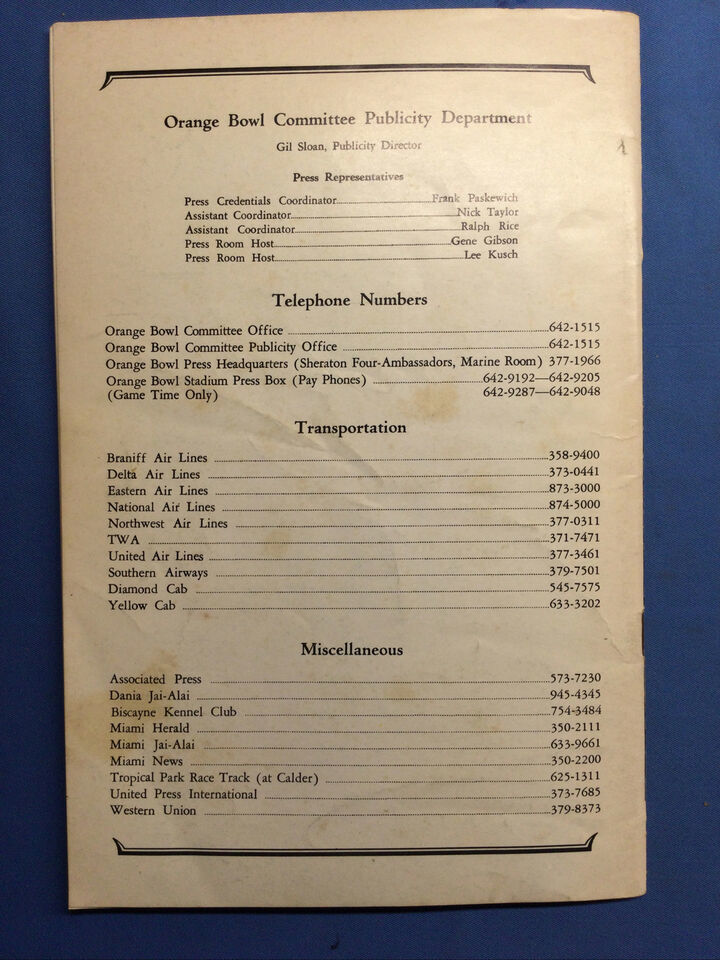 Orange Bowl Committee Publicity Department
Gil Sloan, Publicity Director
Press Representatives
Press Credentials Coordinator Frank Paskewich
Assistant Coordinator Nick Taylor
Assistant Coordinator Ralph Rice
Press Room Host Gene Gibson
Press Room Host Lee Kusch
Telephone Numbers
Orange Bowl Committee Office 642-1515
Orange Bowl Committee Publicity Office 642-1515
Orange Bowl Press Headquarters (Sheraton Four-Ambassadors, Marine Room) 377-1966
Orange Bowl Stadium Press Box (Pay Phones) 642-9192—642-9205
(Game Time Only) 642-9287—642-9048
Transportation
Braniff Air Lines 358-9400
Delta Air Lines 373-0441
Eastern Air Lines 873-3000
National Air Lines 874-5000
Northwest Air Lines 377-0311
TWA 371-7471
United Air Lines 377-3461
Southern Airways 379-7501
Diamond Cab 545-7575
Yellow Cab 633-3202
Miscellaneous
Associated Press 573-7230
Dania Jai-Alai 945-4345
Biscayne Kennel Club 754-3484
Miami Herald 350-2111
Miami Jai-Alai 633-9661
Miami News 350-2200
Tropical Park Race Track (at Calder) 625-1311
United Press International 373-7685
Western Union 379-8373